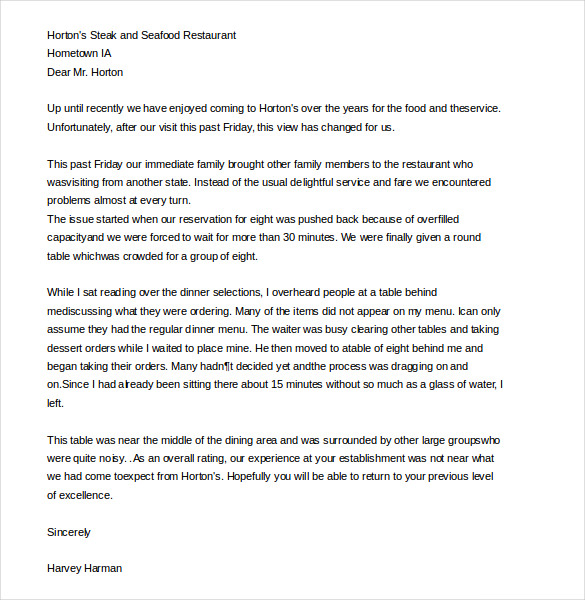 Horton's Steak and Seafood Restaurant
Hometown IA
Dear Mr. Horton
Up until recently we have enjoyed coming to Horton's over the years for the food and theservice.
Unfortunately, after our visit this past Friday, this view has changed for us.
This past Friday our immediate family brought other family members to the restaurant who
wasvisiting from another state. Instead of the usual delightful service and fare we encountered
problems almost at every turn.
The issue started when our reservation for eight was pushed back because of overfilled
capacityand we were forced to wait for more than 30 minutes. We were finally given a round
table whichwas crowded for a group of eight.
While I sat reading over the dinner selections, I overheard people at a table behind
mediscussing what they were ordering. Many of the items did not appear on my menu. Ican only
assume they had the regular dinner menu. The waiter was busy clearing other tables and taking
dessert orders while I waited to place mine. He then moved to atable of eight behind me and
began taking their orders. Many hadn¶t decided yet andthe process was dragging on and
on.Since I had already been sitting there about 15 minutes without so much as a glass of water, I
left.
This table was near the middle of the dining area and was surrounded by other large groupswho
were quite noisy. .As an overall rating, our experience at your establishment was not near what
we had come toexpect from Horton's. Hopefully you will be able to return to your previous level
of excellence.
Sincerely
Harvey Harman